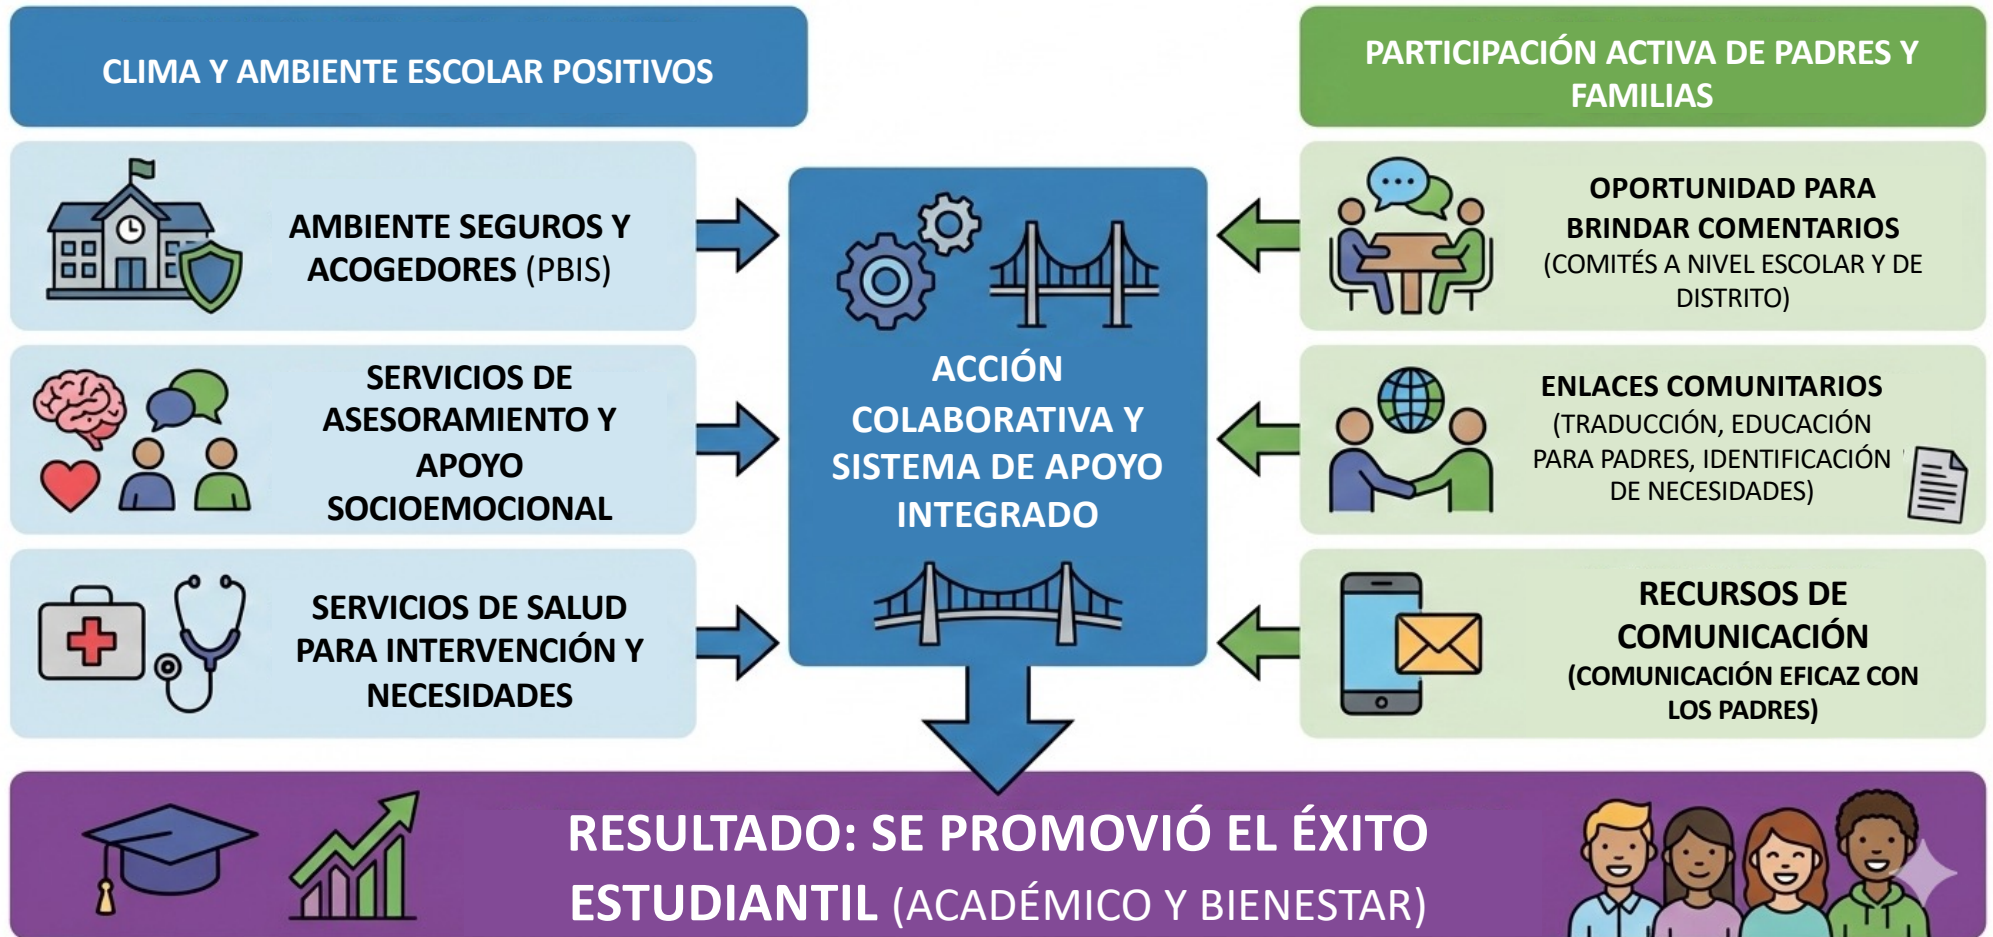 CLIMA Y AMBIENTE ESCOLAR POSITIVOS
AMBIENTE SEGUROS Y
ACOGEDORES (PBIS)
SERVICIOS DE
ASESORAMIENTO Y
APOYO
SOCIOEMOCIONAL
SERVICIOS DE SALUD
PARA INTERVENCIÓN Y
NECESIDADES
ACCIÓN
COLABORATIVA Y
SISTEMA DE APOYO
INTEGRADO
PARTICIPACIÓN ACTIVA DE PADRES Y
FAMILIAS
OPORTUNIDAD PARA
BRINDAR COMENTARIOS
(COMITÉS A NIVEL ESCOLAR Y DE
DISTRITO)
ENLACES COMUNITARIOS
(TRADUCCIÓN, EDUCACIÓN
PARA PADRES, IDENTIFICACIÓN
DE NECESIDADES)
RECURSOS DE
COMUNICACIÓN
(COMUNICACIÓN EFICAZ CON
LOS PADRES)
RESULTADO: SE PROMOVIÓ EL ÉXITO
ESTUDIANTIL (ACADÉMICO Y BIENESTAR)